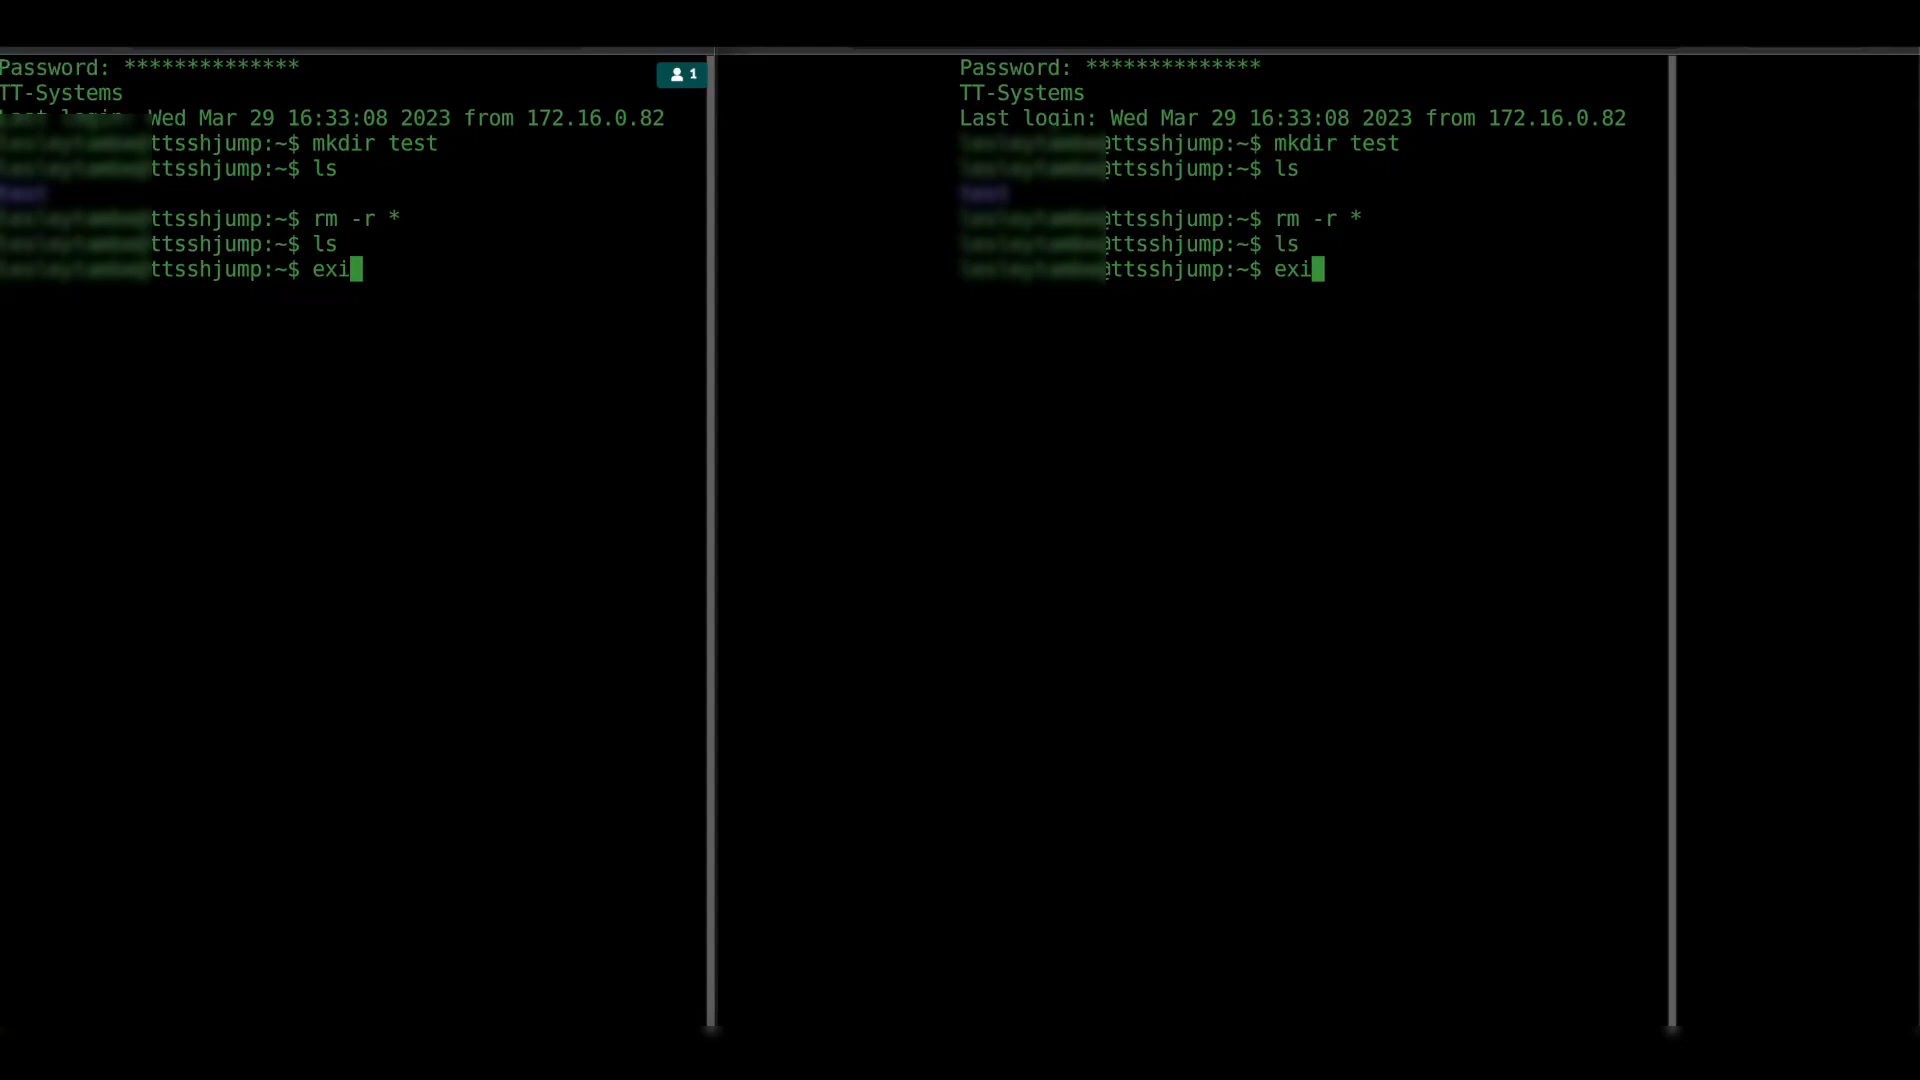 Password: **************
TT-Systems
Wed Mar 29 16:33:08 2023 from 172.16.0.82
ttsshjump:~$ mkdir test
ttsshjump:~$ ls
ttsshjump:~$ rm -r *
ttsshjump:~$ ls
ttsshjump:~$ exi
1
Password: **************
TT-Systems
Last login: Wed Mar 29 16:33:08 2023 from 172.16.0.82
@ttsshjump:~$ mkdir test
@ttsshjump:~$ ls
@ttsshjump:~$ rm -r *
@ttsshjump:~$ ls
@ttsshjump:~$ exi